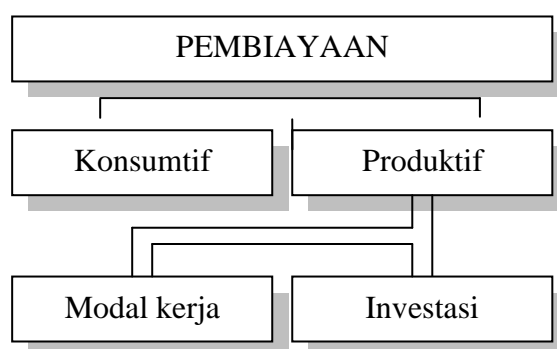 PEMBIAYAAN
Konsumtif
Produktif
Modal kerja
Investasi